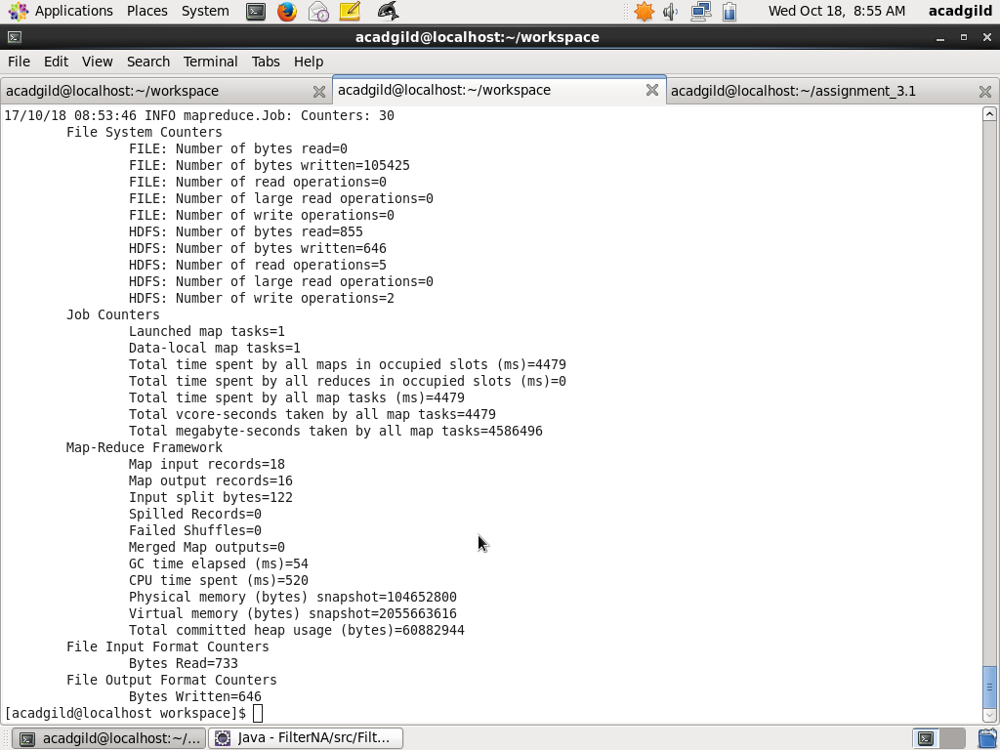 Applications Places System Wed Oct 18, 8:55 AM acadgild
acadgild@localhost:~/workspace
File Edit View Search Terminal Tabs Help
acadgild@localhost:~/workspace acadgild@localhost:~/workspace acadgild@localhost:~/assignment_3.1
17/10/18 08:53:46 INFO mapreduce.Job: Counters: 30
File System Counters
FILE: Number of bytes read=0
FILE: Number of bytes written=105425
FILE: Number of read operations=0
FILE: Number of large read operations=0
FILE: Number of write operations=0
HDFS: Number of bytes read=855
HDFS: Number of bytes written=646
HDFS: Number of read operations=5
HDFS: Number of large read operations=0
HDFS: Number of write operations=2
Job Counters
Launched map tasks=1
Data-local map tasks=1
Total time spent by all maps in occupied slots (ms)=4479
Total time spent by all reduces in occupied slots (ms)=0
Total time spent by all map tasks (ms)=4479
Total vcore-seconds taken by all map tasks=4479
Total megabyte-seconds taken by all map tasks=4586496
Map-Reduce Framework
Map input records=18
Map output records=16
Input split bytes=122
Spilled Records=0
Failed Shuffles=0
Merged Map outputs=0
GC time elapsed (ms)=54
CPU time spent (ms)=520
Physical memory (bytes) snapshot=104652800
Virtual memory (bytes) snapshot=2055663616
Total committed heap usage (bytes)=60882944
File Input Format Counters
Bytes Read=733
File Output Format Counters
Bytes Written=646
[acadgild@localhost workspace]$
acadgild@localhost:~/... Java - FilterNA/src/Filt...